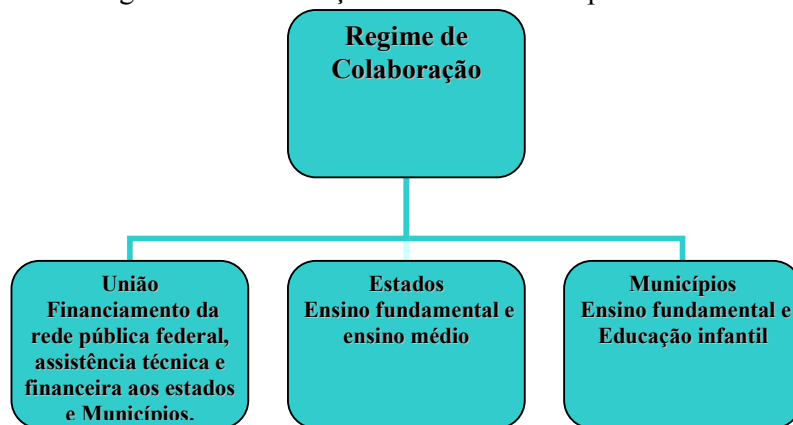 Regime de
Colaboração
União
Financiamento da
rede pública federal,
assistência técnica e
financeira aos estados
e Municípios.
Estados
Ensino fundamental e
ensino médio
Municípios
Ensino fundamental e
Educação infantil